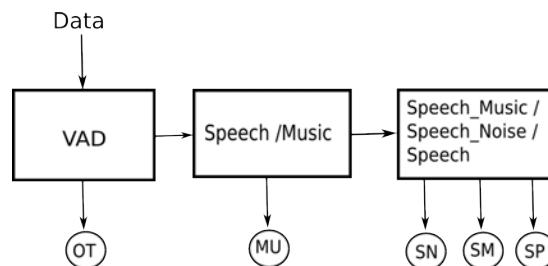 Data
VAD
Speech /Music
Speech_Music /
Speech_Noise /
Speech
OT
MU
SN
SM
SP